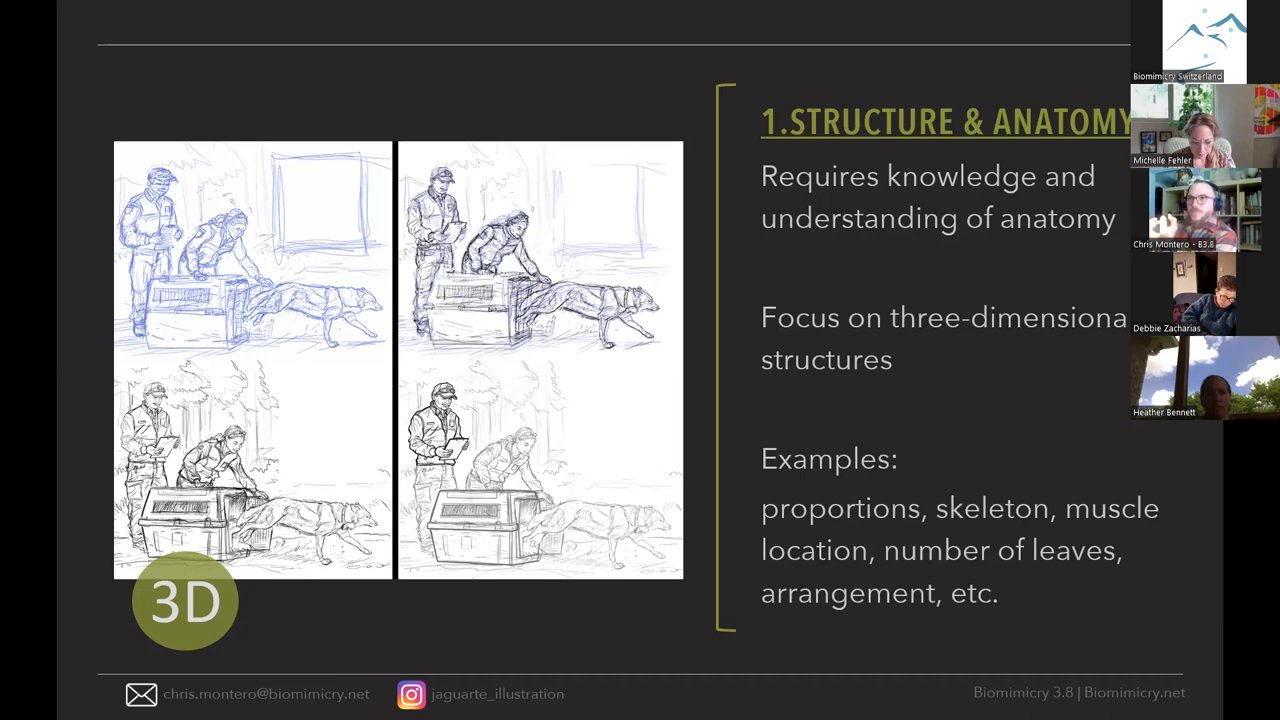 1.STRUCTURE & ANATOMY
Requires knowledge and
understanding of anatomy
Focus on three-dimensiona
structures
Examples:
proportions, skeleton, muscle
location, number of leaves,
arrangement, etc.
3D
chris.montero@biomimicry.net
jaguarte_illustration
Biomimicry 3.8 | Biomimicry.net
Biomimicry Switzerland
Michelle Fehler
Chris Montero - B3.8
Debbie Zacharias
Heather Bennett